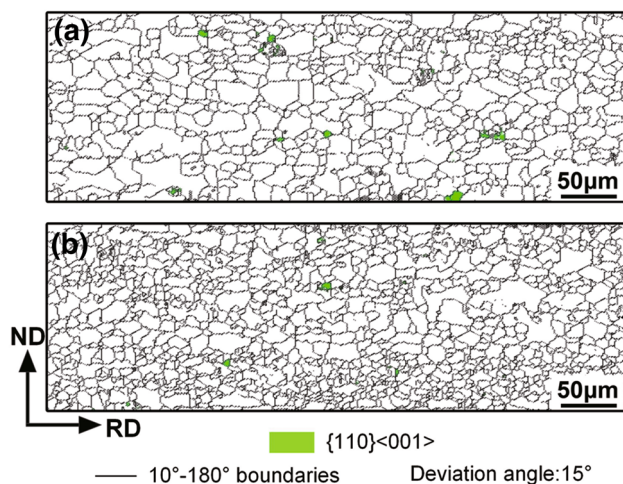 (a)
50μm
(b)
50μm
ND
RD
{110}<001>
10°-180° boundaries Deviation angle:15°